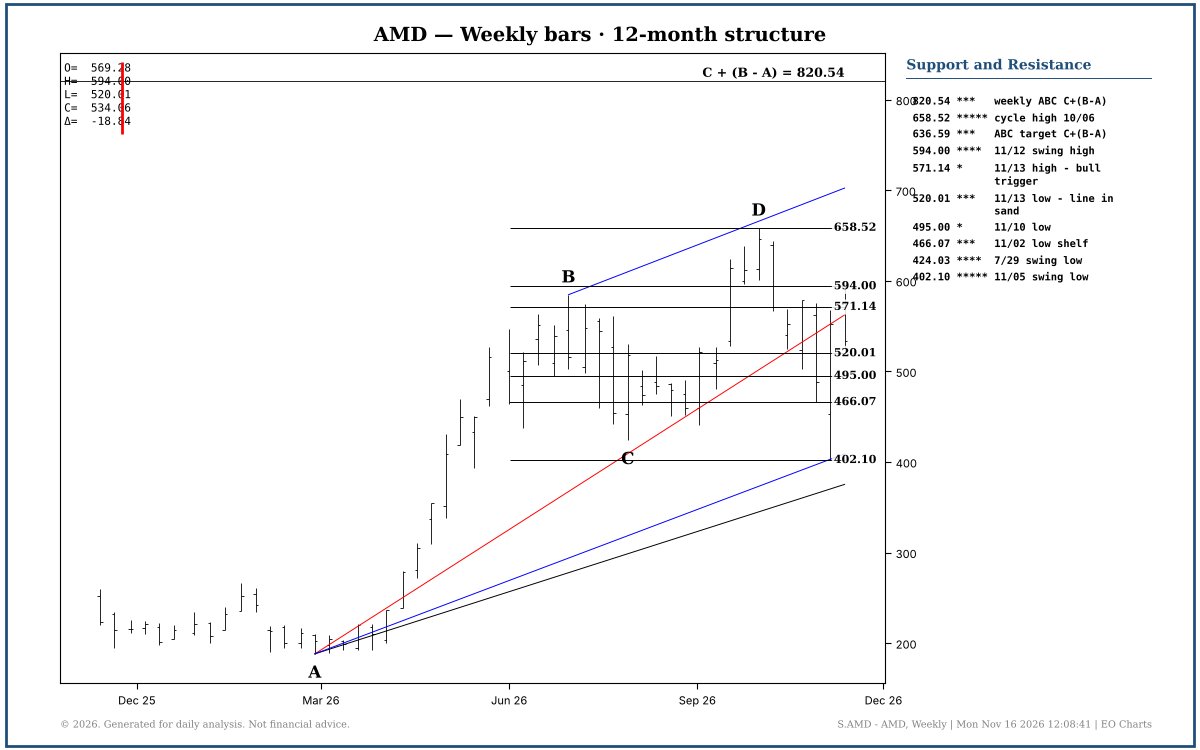 AMD — Weekly bars · 12-month structure
O= 569.28
H= 594.00
L= 520.01
C= 534.06
Δ= -18.84
C + (B - A) = 820.54
Support and Resistance
820.54 *** weekly ABC C+(B-A)
658.52 ***** cycle high 10/06
636.59 *** ABC target C+(B-A)
594.00 **** 11/12 swing high
571.14 * 11/13 high - bull
trigger
520.01 *** 11/13 low - line in
sand
495.00 * 11/10 low
466.07 *** 11/02 low shelf
424.03 **** 7/29 swing low
402.10 ***** 11/05 swing low
800
700
600
500
400
300
200
D
B
C
A
658.52
594.00
571.14
520.01
495.00
466.07
402.10
Dec 25
Mar 26
Jun 26
Sep 26
Dec 26
© 2026. Generated for daily analysis. Not financial advice.
S.AMD - AMD, Weekly | Mon Nov 16 2026 12:08:41 | EO Charts